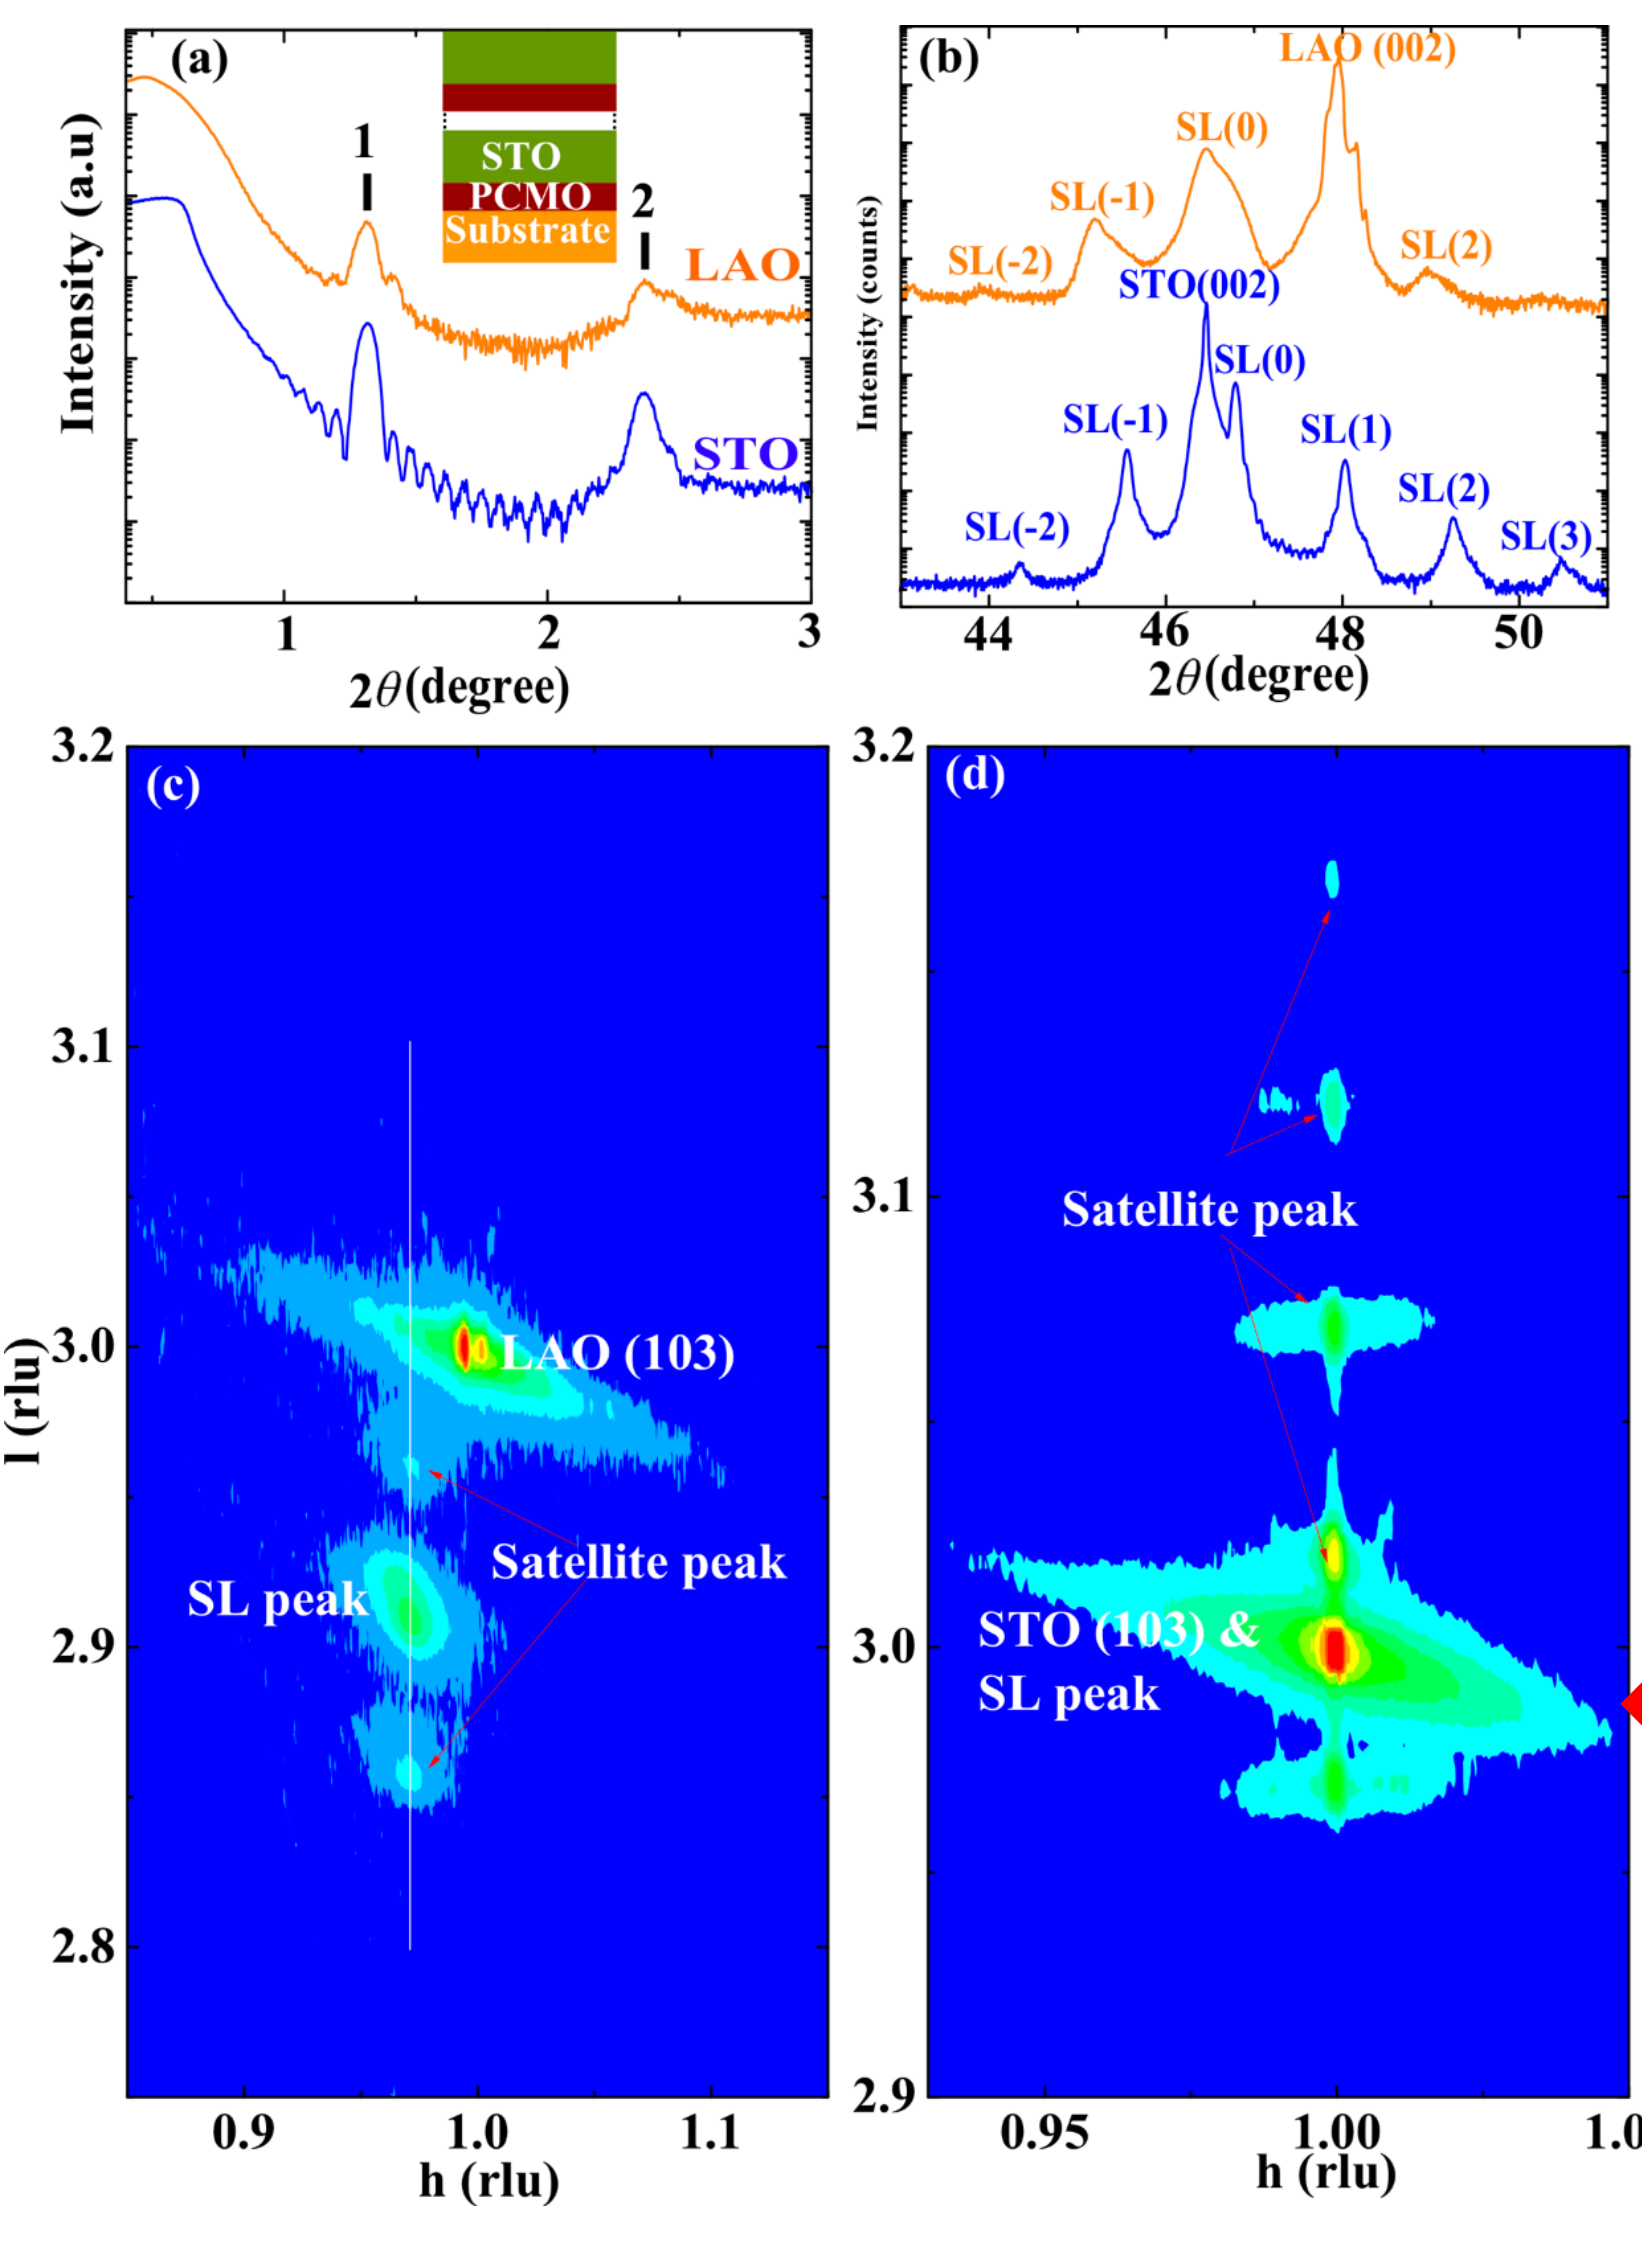 (a)
1
2
STO
PCMO
Substrate
LAO
STO
Intensity (a.u)
1
2
3
2θ(degree)
(b)
LAO (002)
SL(0)
SL(-1)
SL(-2)
SL(2)
STO(002)
SL(0)
SL(-1)
SL(1)
SL(-2)
SL(2)
SL(3)
Intensity (counts)
44
46
48
50
2θ(degree)
3.2
(c)
3.1
3.0
LAO (103)
Satellite peak
SL peak
2.9
2.8
l (rlu)
0.9
1.0
1.1
h (rlu)
3.2
(d)
3.1
Satellite peak
3.0
STO (103) &
SL peak
2.9
0.95
1.00
1.0
h (rlu)